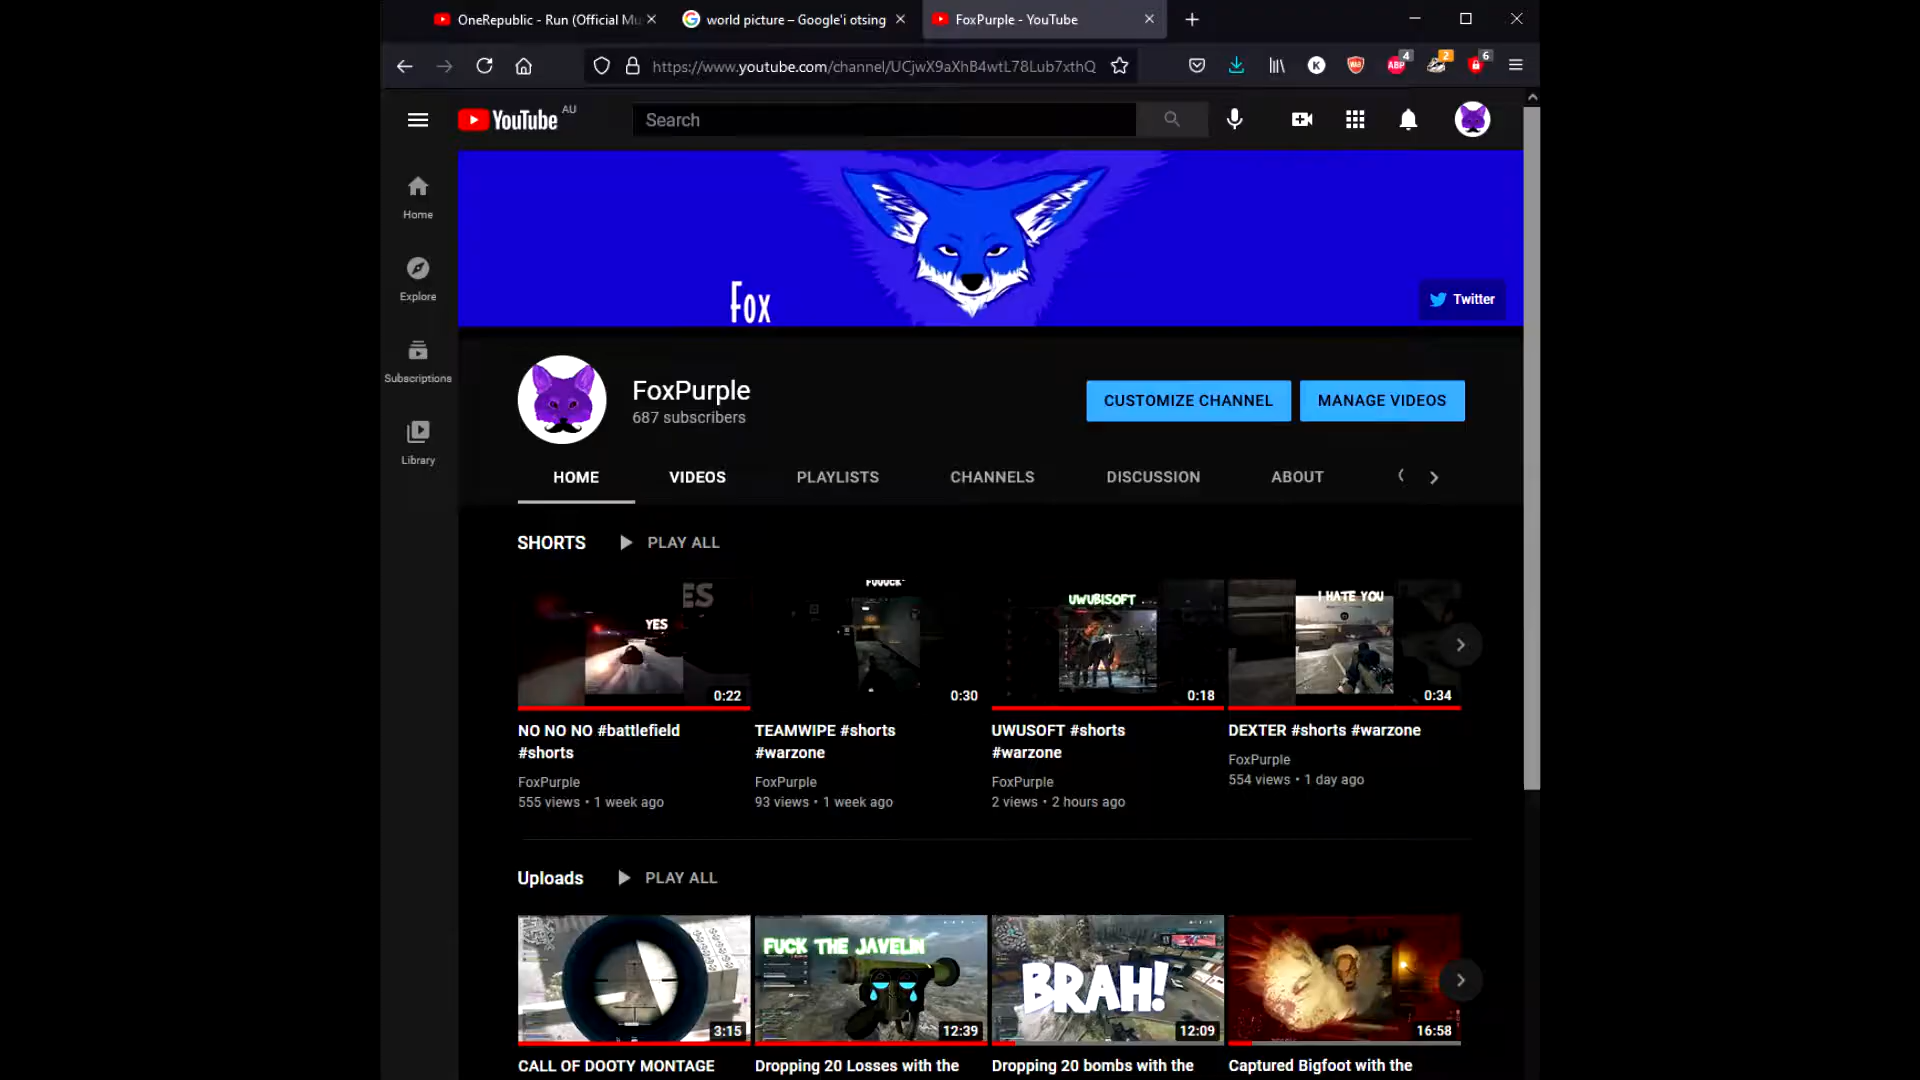 OneRepublic - Run (Official Mu
world picture – Google'i otsing
FoxPurple - YouTube
https://www.youtube.com/channel/UCjwX9aXhB4wtL78Lub7xthQ
4
2
6
YouTube AU
Search
Home
Explore
Subscriptions
Library
Fox
Twitter
FoxPurple
687 subscribers
CUSTOMIZE CHANNEL
MANAGE VIDEOS
HOME
VIDEOS
PLAYLISTS
CHANNELS
DISCUSSION
ABOUT
SHORTS
PLAY ALL
ES
YES
0:22
FUUUCK
0:30
UWUBISOFT
0:18
I HATE YOU
0:34
NO NO NO #battlefield
#shorts
FoxPurple
555 views • 1 week ago
TEAMWIPE #shorts
#warzone
FoxPurple
93 views • 1 week ago
UWUSOFT #shorts
#warzone
FoxPurple
2 views • 2 hours ago
DEXTER #shorts #warzone
FoxPurple
554 views • 1 day ago
Uploads
PLAY ALL
3:15
FUCK THE JAVELIN
12:39
BRAH!
12:09
16:58
CALL OF DOOTY MONTAGE
Dropping 20 Losses with the
Dropping 20 bombs with the
Captured Bigfoot with the